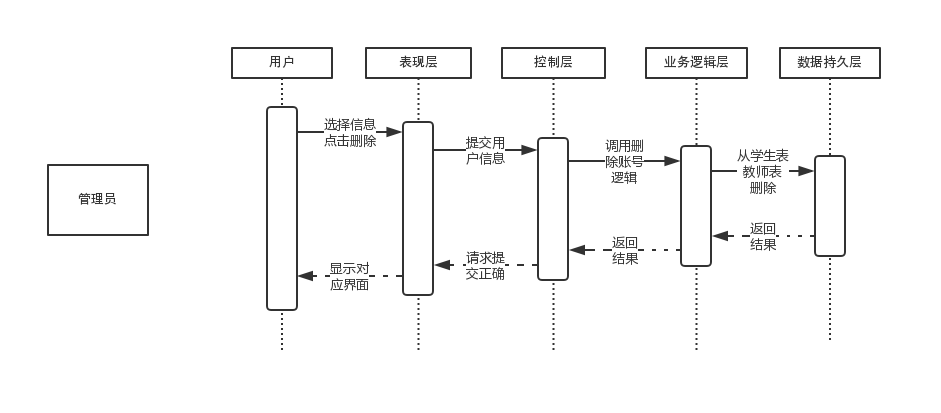 用户
表现层
控制层
业务逻辑层
数据持久层
管理员
选择信息
点击删除
提交用
户信息
调用删
除账号
逻辑
从学生表
教师表
删除
返回
结果
返回
结果
请求提
交正确
显示对
应界面